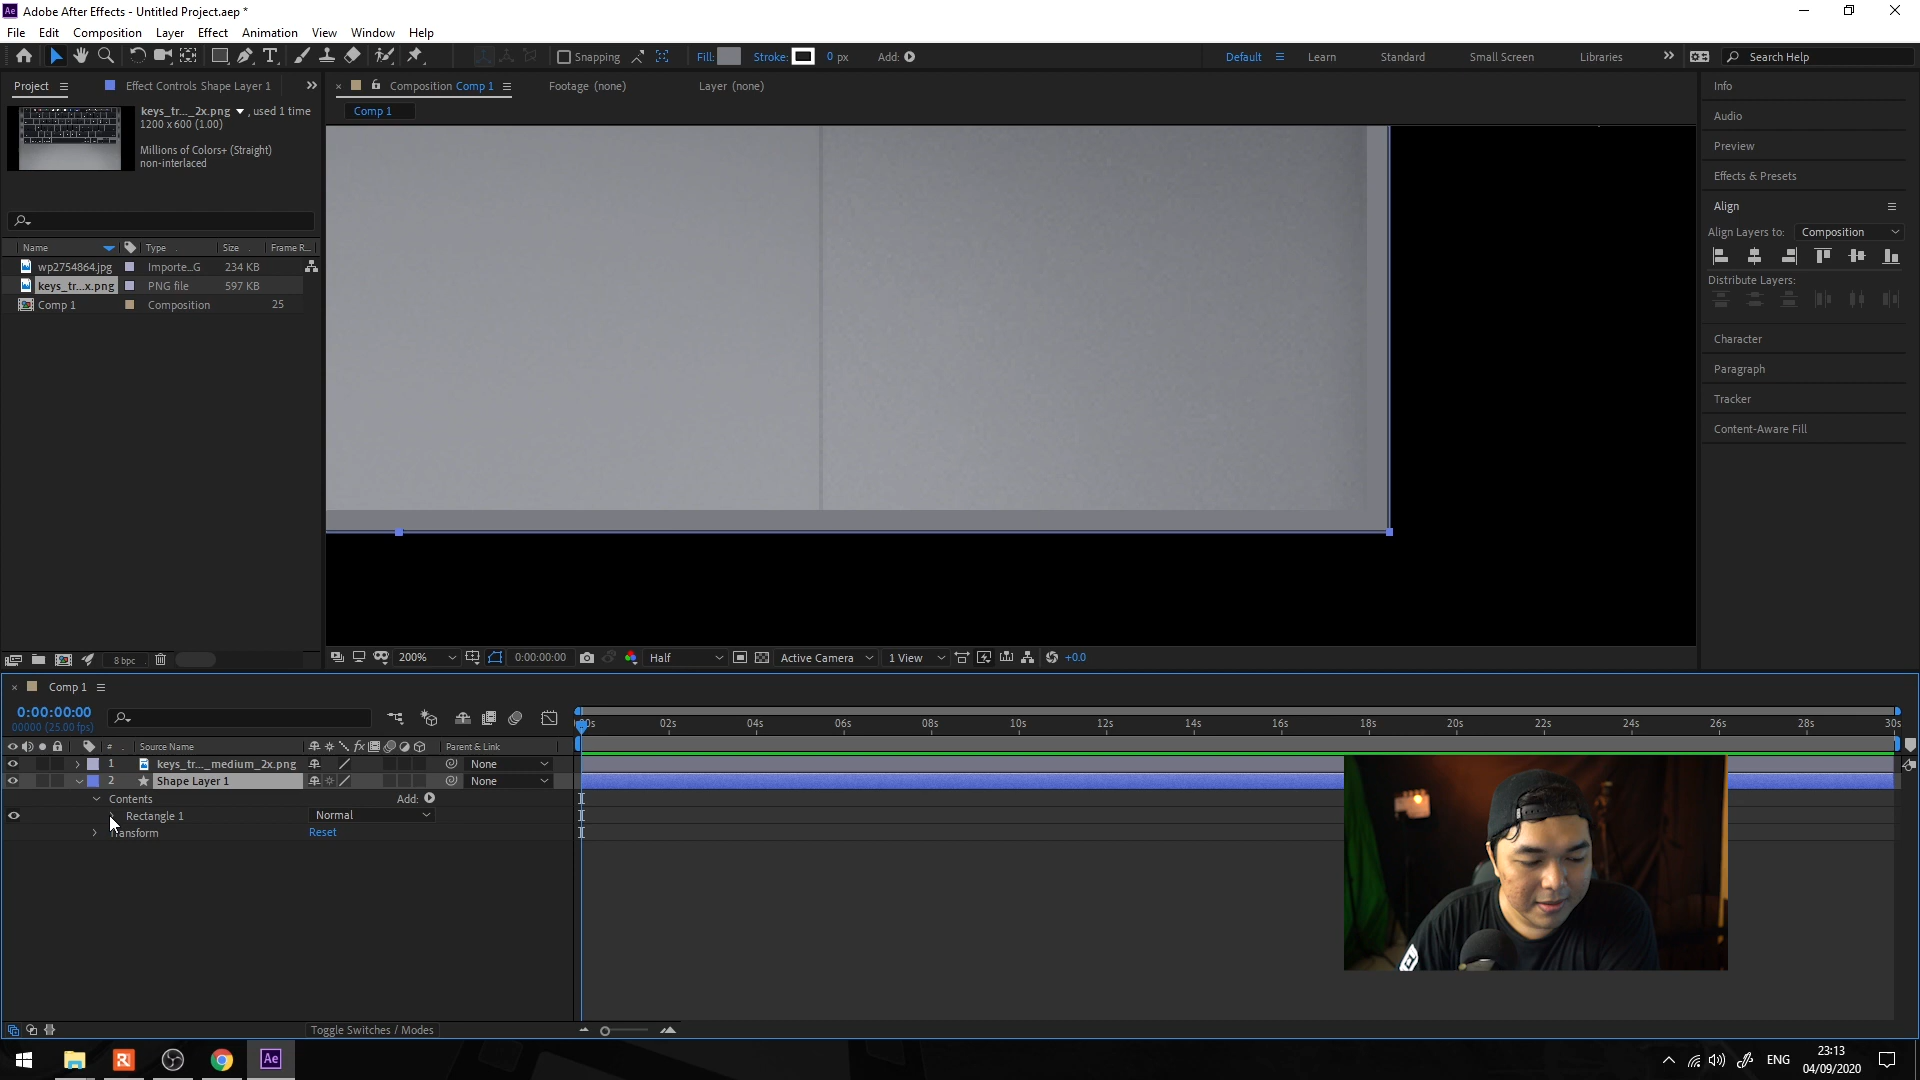 Adobe After Effects - Untitled Project.aep *
File Edit Composition Layer Effect Animation View Window Help
Snapping Fill: Stroke: 0 px Add: Default Learn Standard Small Screen Libraries Search Help
Project Effect Controls Shape Layer 1 Composition Comp 1 Footage (none) Layer (none) Info
keys_tr..._2x.png , used 1 time
1200 x 600 (1.00)
Comp 1
Millions of Colors+ (Straight)
non-interlaced
Audio
Preview
Effects & Presets
Align
Align Layers to: Composition
Distribute Layers:
Character
Paragraph
Tracker
Content-Aware Fill
Name Type Size Frame R...
wp2754864.jpg Importe...G 234 KB
keys_tr...x.png PNG file 597 KB
Comp 1 Composition 25
8 bpc
200% 0:00:00:00 Half Active Camera 1 View +0.0
Comp 1
0:00:00:00
00000 (25.00 fps)
02s 04s 06s 08s 10s 12s 14s 16s 18s 20s 22s 24s 26s 28s 30s
# Source Name Parent & Link
1 keys_tr..._medium_2x.png None
2 Shape Layer 1 None
Contents Add:
Rectangle 1 Normal
Transform Reset
Toggle Switches / Modes
ENG 23:13
04/09/2020